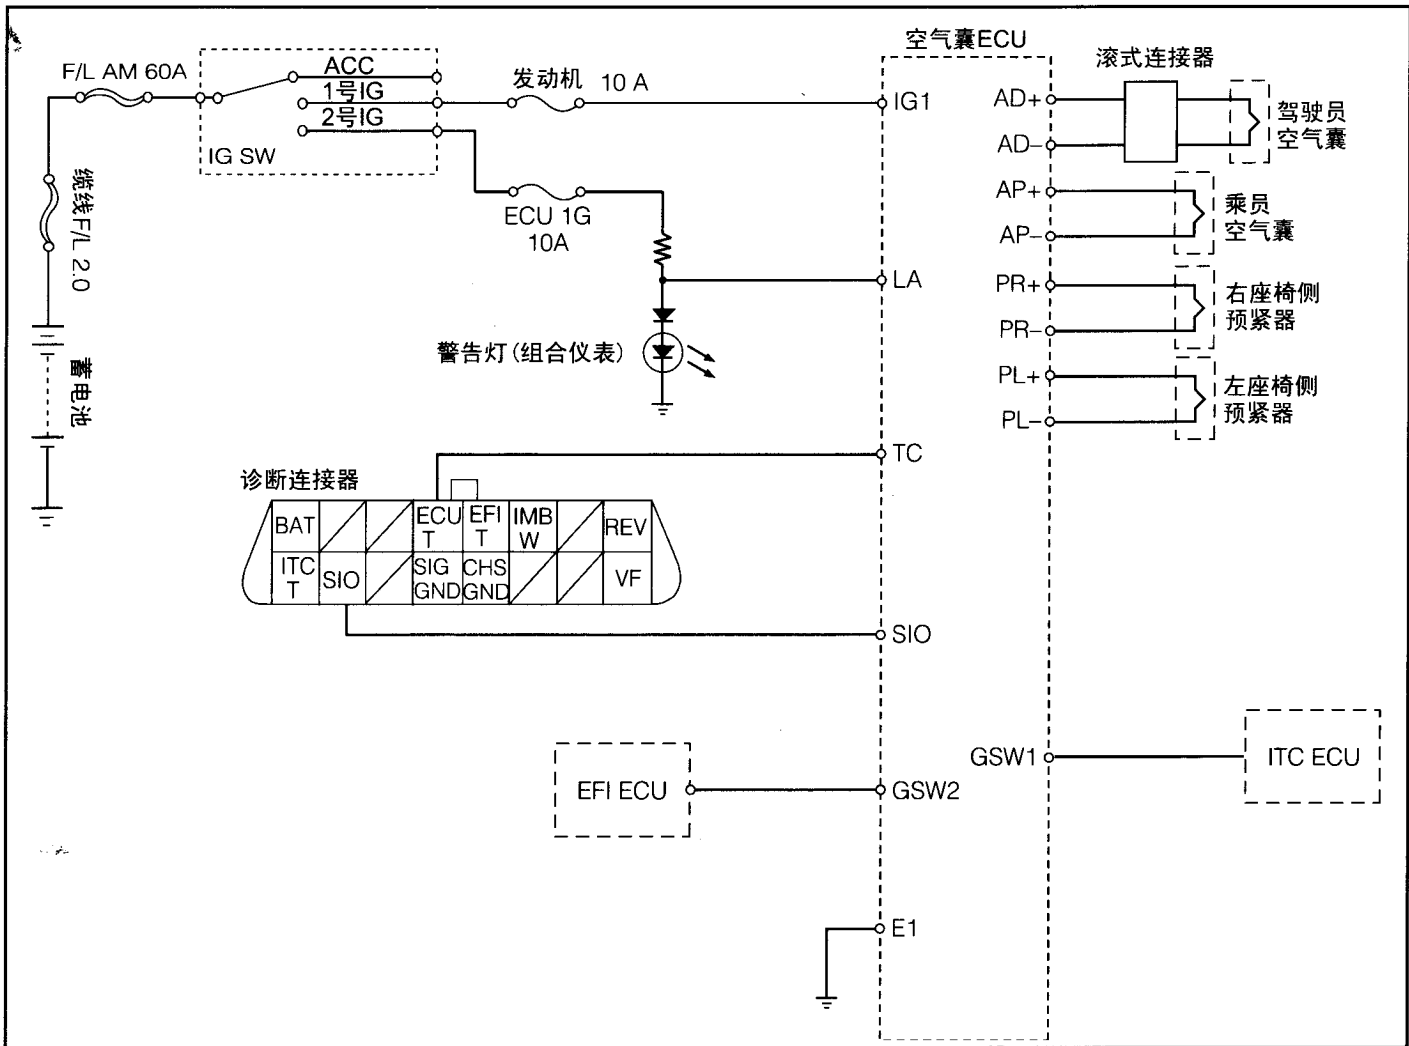 空气囊ECU
F/L AM 60A
ACC
1号IG
2号IG
IG SW
发动机 10 A
ECU 1G
10A
缆线F/L 2.0
蓄电池
警告灯(组合仪表)
诊断连接器
BAT
ECU
T
EFI
T
IMB
W
REV
ITC
T
SIO
SIG
GND
CHS
GND
VF
EFI ECU
IG1
LA
TC
SIO
GSW2
E1
AD+
AD−
AP+
AP−
PR+
PR−
PL+
PL−
GSW1
滚式连接器
驾驶员
空气囊
乘员
空气囊
右座椅侧
预紧器
左座椅侧
预紧器
ITC ECU